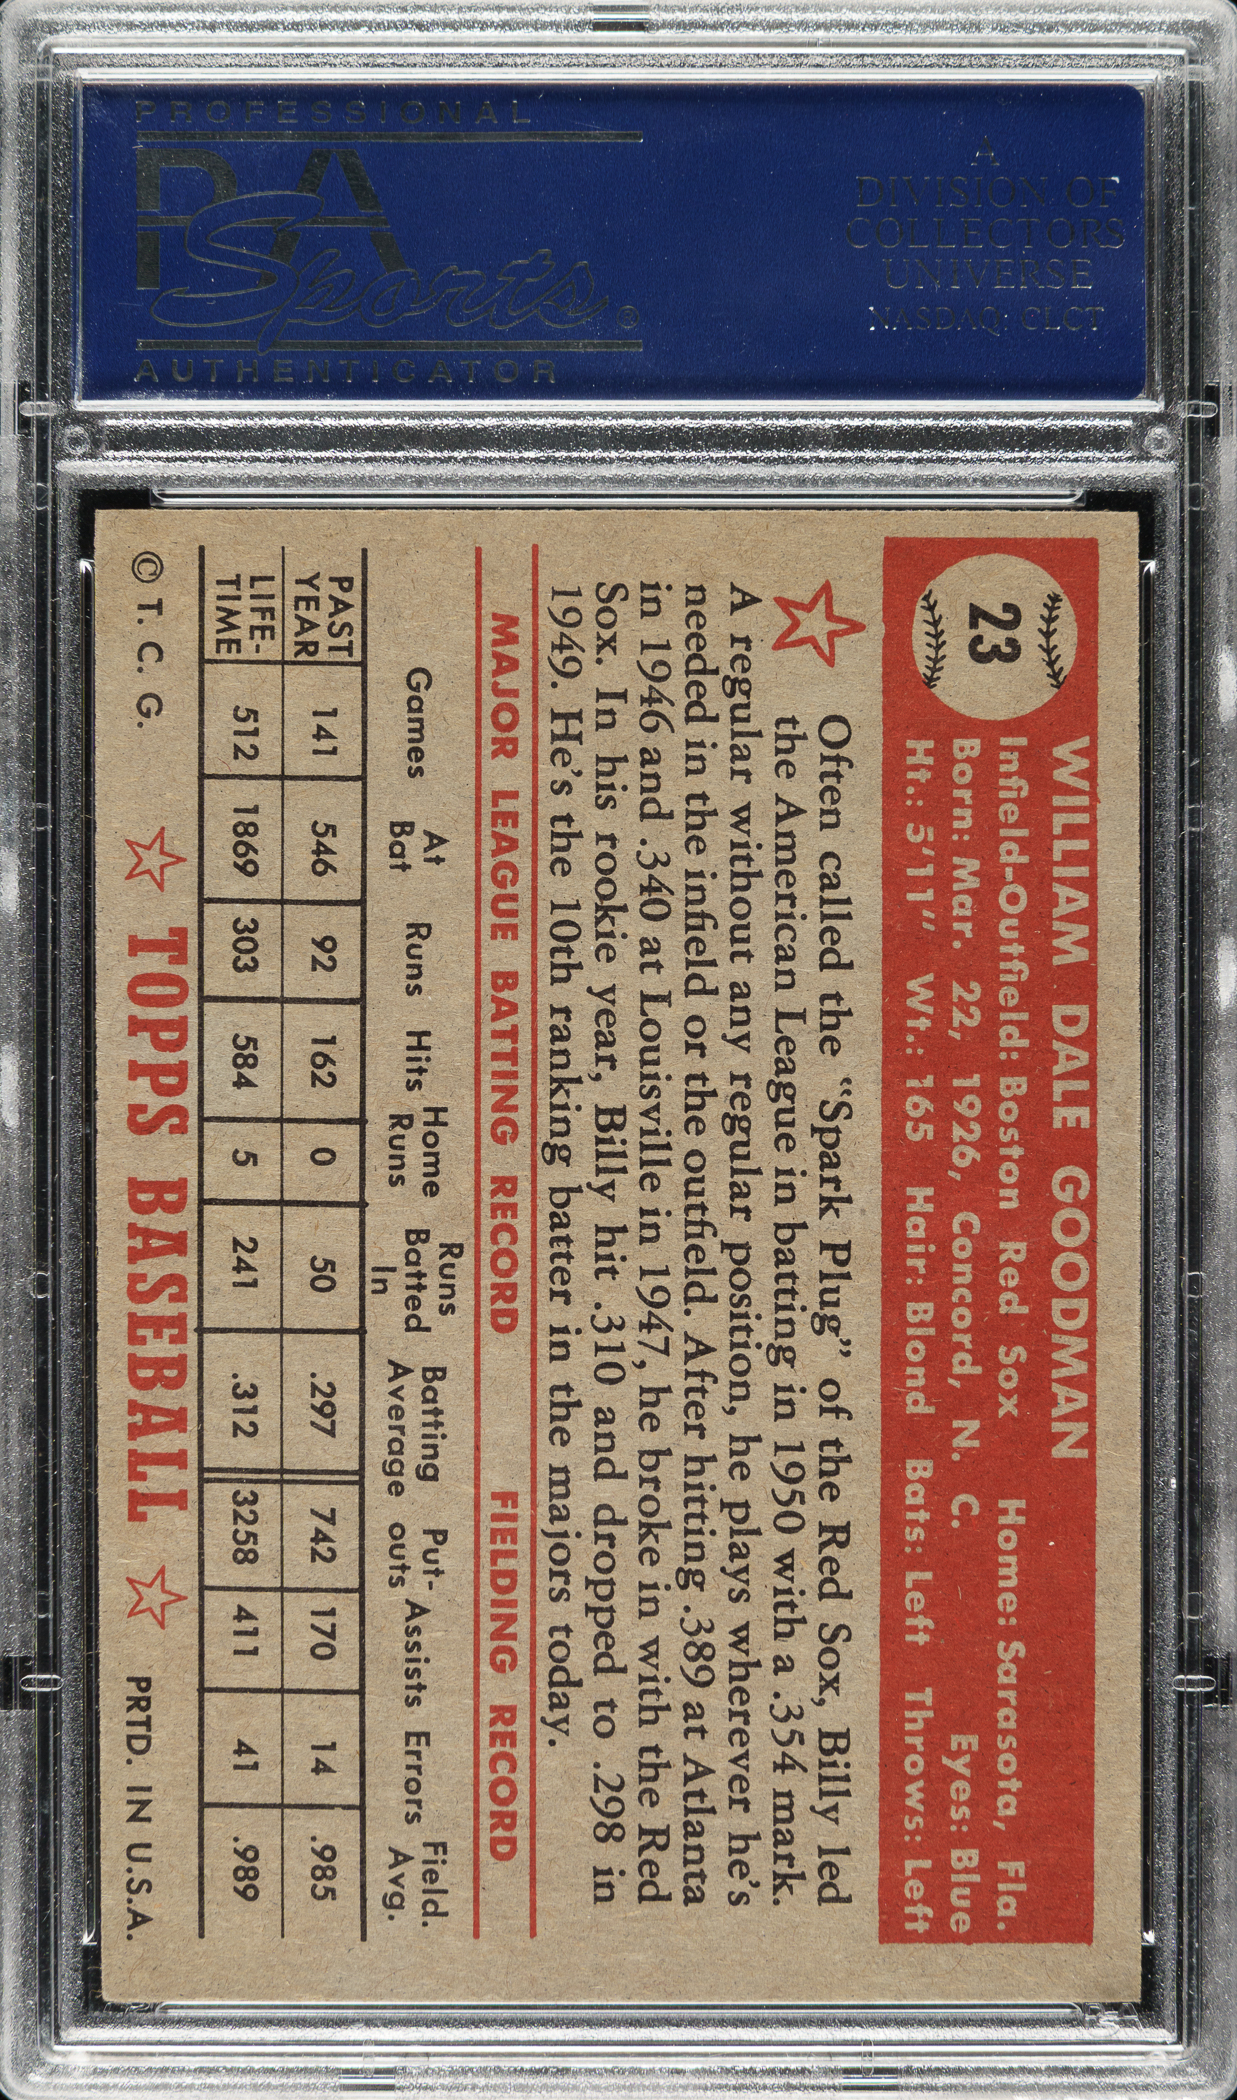 PROFESSIONAL
PSA
Sports®
AUTHENTICATOR
A
DIVISION OF
COLLECTORS
UNIVERSE
NASDAQ: CLCT
23
WILLIAM DALE GOODMAN
Infield-Outfield: Boston Red Sox Home: Sarasota, Fla.
Born: Mar. 22, 1926, Concord, N. C. Eyes: Blue
Ht.: 5'11" Wt.: 165 Hair: Blond Bats: Left Throws: Left
Often called the "Spark Plug" of the Red Sox, Billy led
the American League in batting in 1950 with a .354 mark.
A regular without any regular position, he plays wherever he's
needed in the infield or the outfield. After hitting .389 at Atlanta
in 1946 and .340 at Louisville in 1947, he broke in with the Red
Sox. In his rookie year, Billy hit .310 and dropped to .298 in
1949. He's the 10th ranking batter in the majors today.
MAJOR LEAGUE BATTING RECORD FIELDING RECORD
Games At Bat Runs Hits Home Runs Runs Batted In Batting Average Put-outs Assists Errors Field. Avg.
PAST YEAR 141 546 92 162 0 50 .297 742 170 14 .985
LIFE-TIME 512 1869 303 584 5 241 .312 3258 411 41 .989
© T. C. G. TOPPS BASEBALL PRTD. IN U.S.A.
PSA